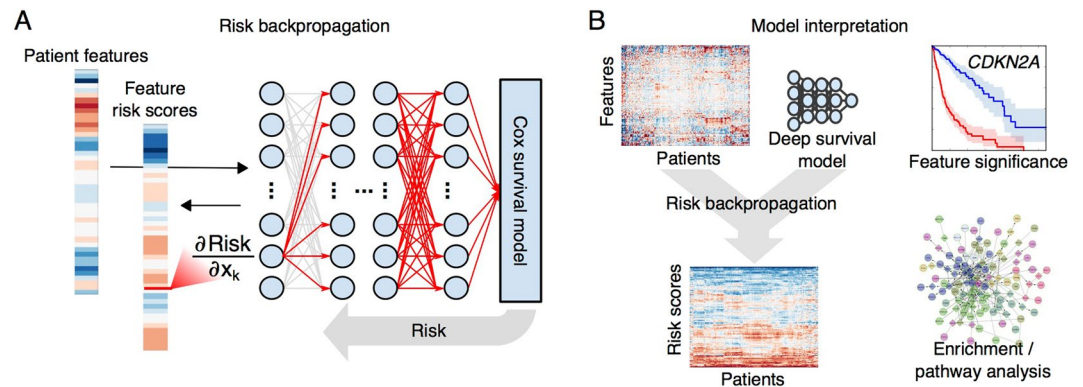 A
Risk backpropagation
Patient features
Feature
risk scores
∂Risk
∂xk
Cox survival model
Risk
B
Model interpretation
Features
Patients
Deep survival
model
CDKN2A
Feature significance
Risk backpropagation
Risk scores
Patients
Enrichment /
pathway analysis